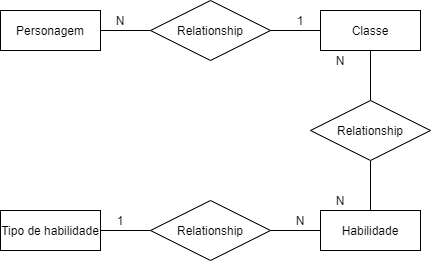 Personagem
N
Relationship
1
Classe
N
Relationship
N
Tipo de habilidade
1
Relationship
N
Habilidade